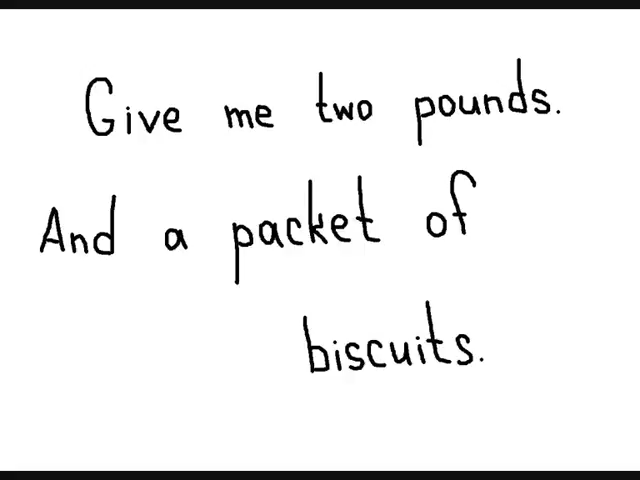 Give me two pounds.
And a packet of
biscuits.